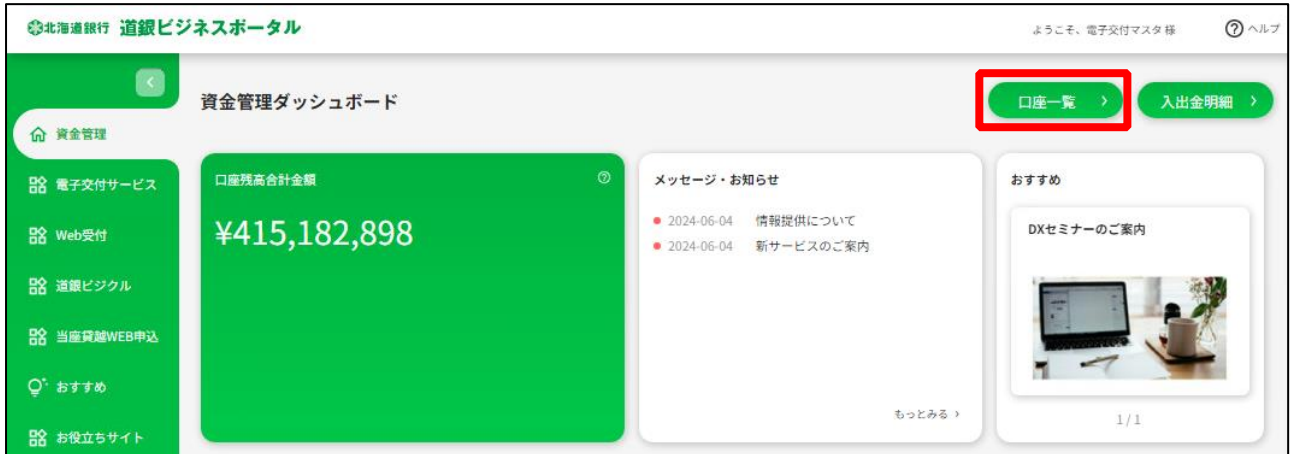 北海道銀行 道銀ビジネスポータル
ようこそ、電子交付マスタ 様
? ヘルプ
資金管理ダッシュボード
口座一覧 >
入出金明細 >
資金管理
電子交付サービス
Web受付
道銀ビジクル
当座貸越WEB申込
おすすめ
お役立ちサイト
口座残高合計金額
¥415,182,898
メッセージ・お知らせ
2024-06-04 情報提供について
2024-06-04 新サービスのご案内
もっとみる >
おすすめ
DXセミナーのご案内
1 / 1